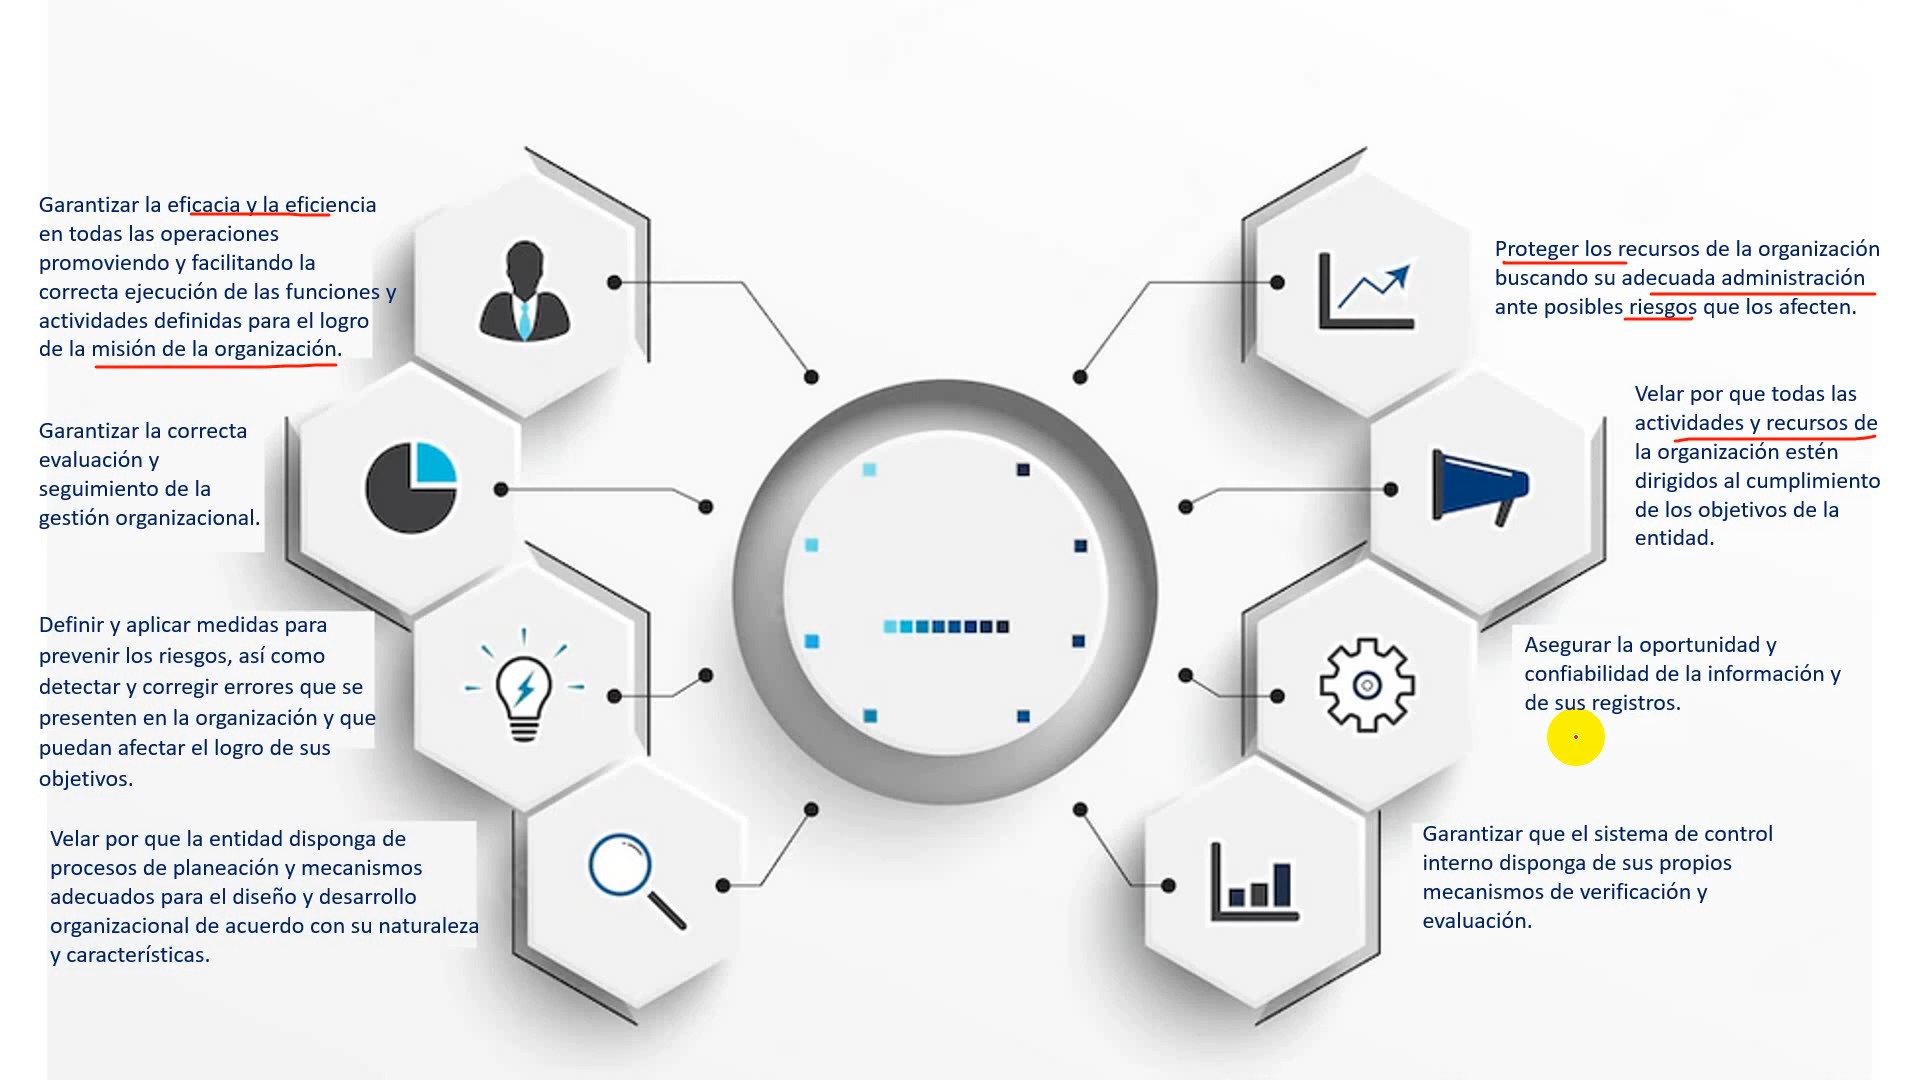 Garantizar la eficacia y la eficiencia
en todas las operaciones
promoviendo y facilitando la
correcta ejecución de las funciones y
actividades definidas para el logro
de la misión de la organización.
Garantizar la correcta
evaluación y
seguimiento de la
gestión organizacional.
Definir y aplicar medidas para
prevenir los riesgos, así como
detectar y corregir errores que se
presenten en la organización y que
puedan afectar el logro de sus
objetivos.
Velar por que la entidad disponga de
procesos de planeación y mecanismos
adecuados para el diseño y desarrollo
organizacional de acuerdo con su naturaleza
y características.
Proteger los recursos de la organización
buscando su adecuada administración
ante posibles riesgos que los afecten.
Velar por que todas las
actividades y recursos de
la organización estén
dirigidos al cumplimiento
de los objetivos de la
entidad.
Asegurar la oportunidad y
confiabilidad de la información y
de sus registros.
Garantizar que el sistema de control
interno disponga de sus propios
mecanismos de verificación y
evaluación.